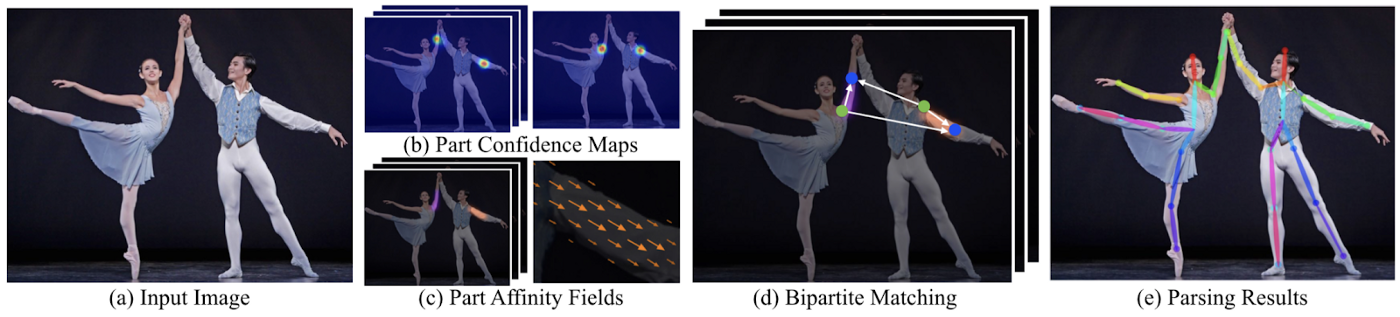 (a) Input Image
(b) Part Confidence Maps
(c) Part Affinity Fields
(d) Bipartite Matching
(e) Parsing Results